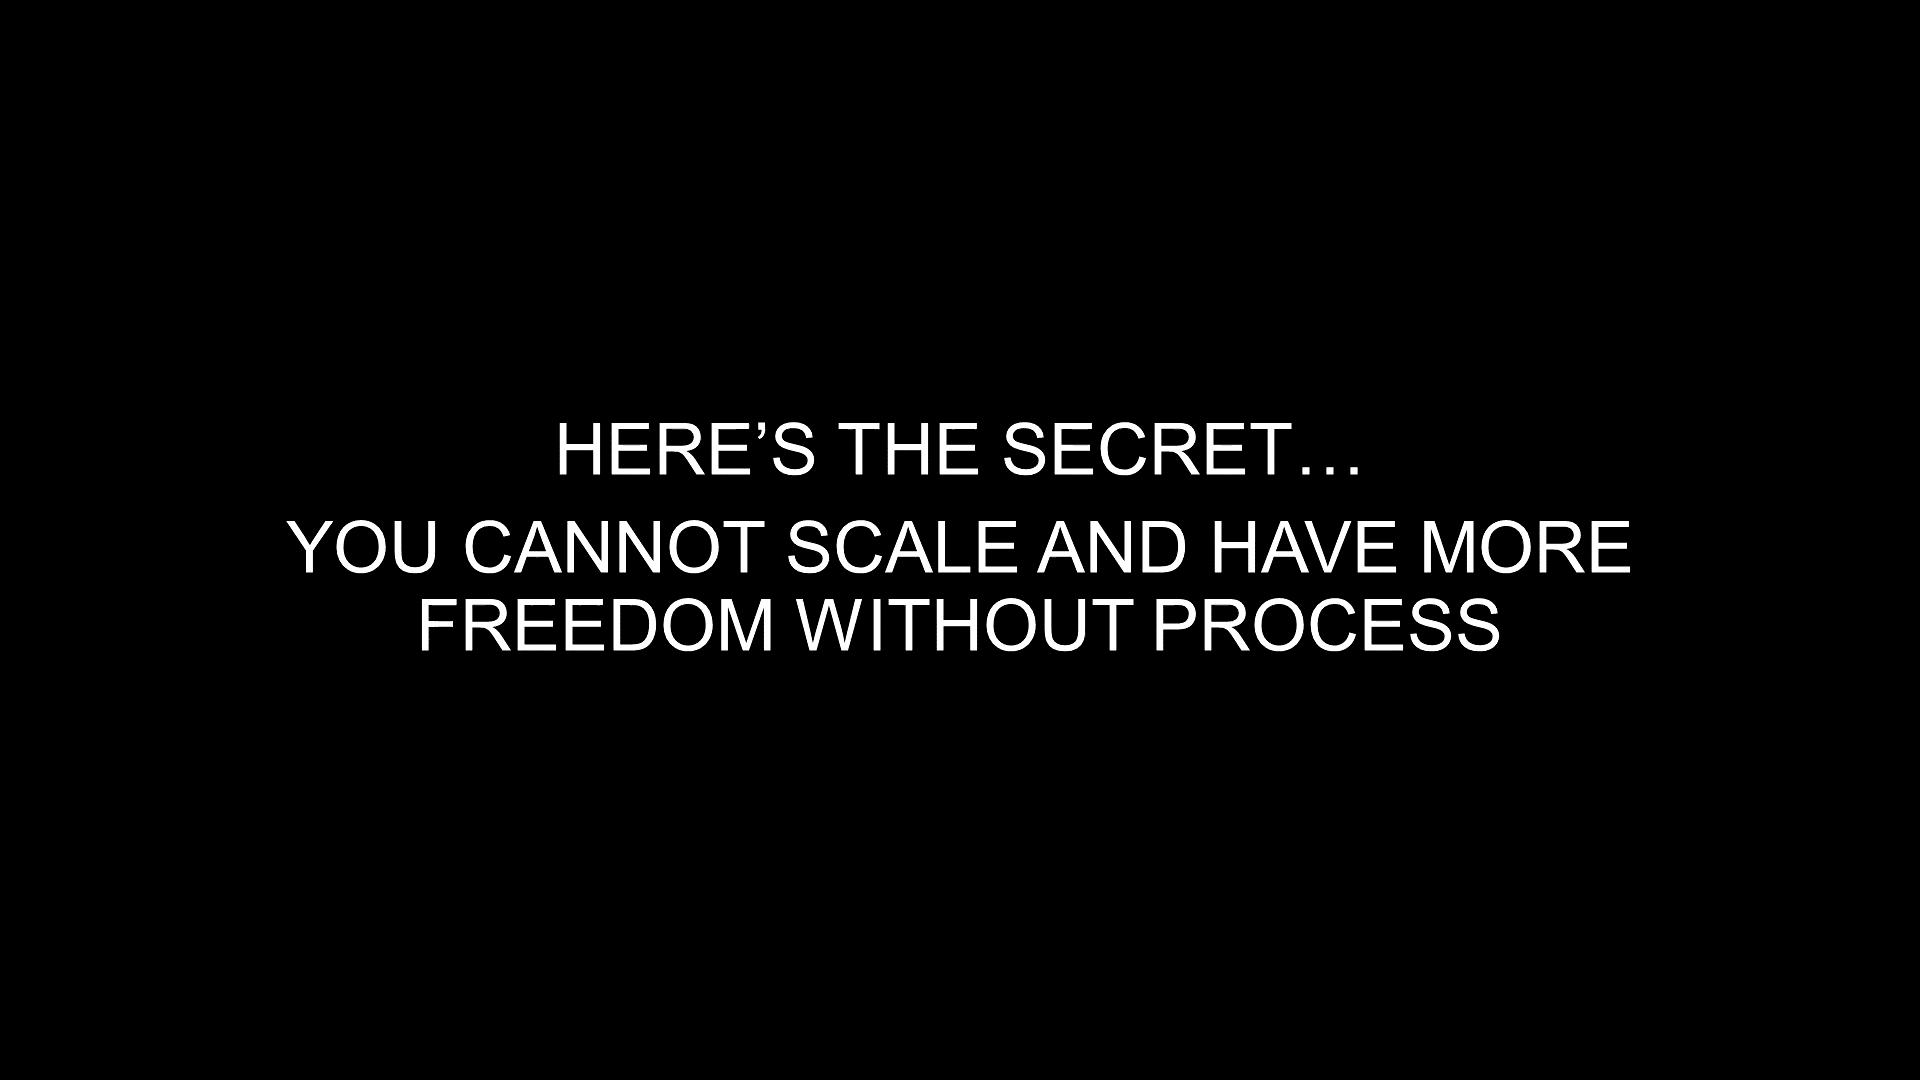 HERE’S THE SECRET…
YOU CANNOT SCALE AND HAVE MORE
FREEDOM WITHOUT PROCESS